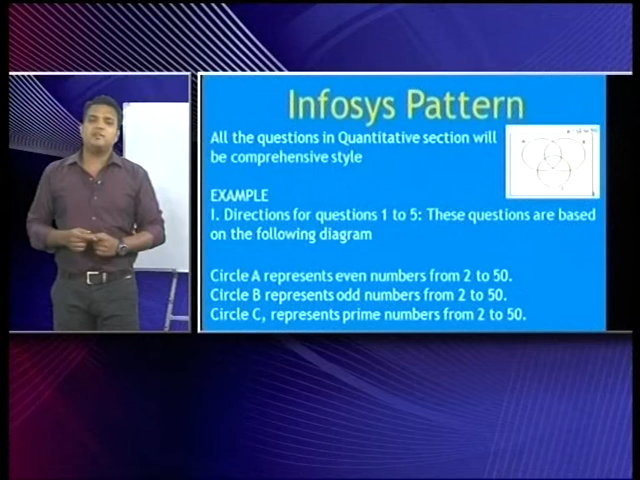 Infosys Pattern
All the questions in Quantitative section will
be comprehensive style
EXAMPLE
I. Directions for questions 1 to 5: These questions are based
on the following diagram
Circle A represents even numbers from 2 to 50.
Circle B represents odd numbers from 2 to 50.
Circle C, represents prime numbers from 2 to 50.